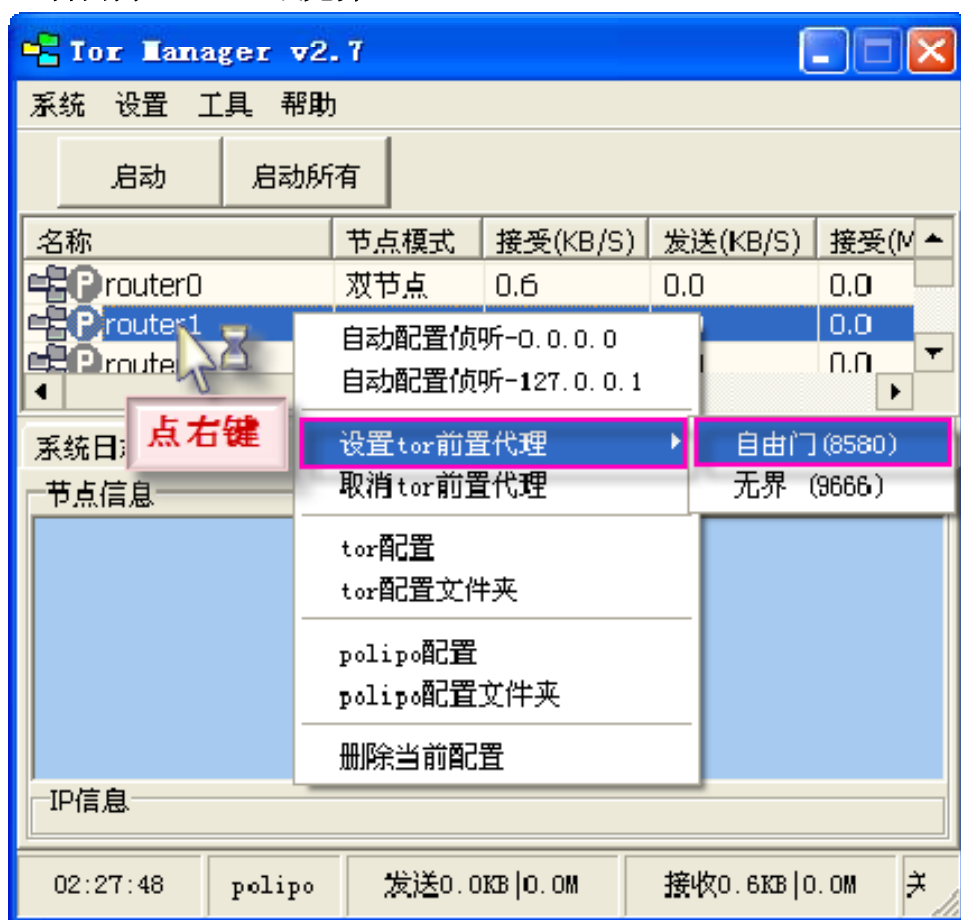 Tor Manager v2.7
系统 设置 工具 帮助
启动 启动所有
名称 节点模式 接受(KB/S) 发送(KB/S) 接受(M
router0 双节点 0.6 0.0 0.0
router1 0.0
route 0.0
自动配置侦听-0.0.0.0
自动配置侦听-127.0.0.1
点右键
设置tor前置代理 自由门(8580)
取消tor前置代理 无界 (9666)
系统日
节点信息
tor配置
tor配置文件夹
polipo配置
polipo配置文件夹
删除当前配置
IP信息
02:27:48 polipo 发送0.0KB|0.0M 接收0.6KB|0.0M